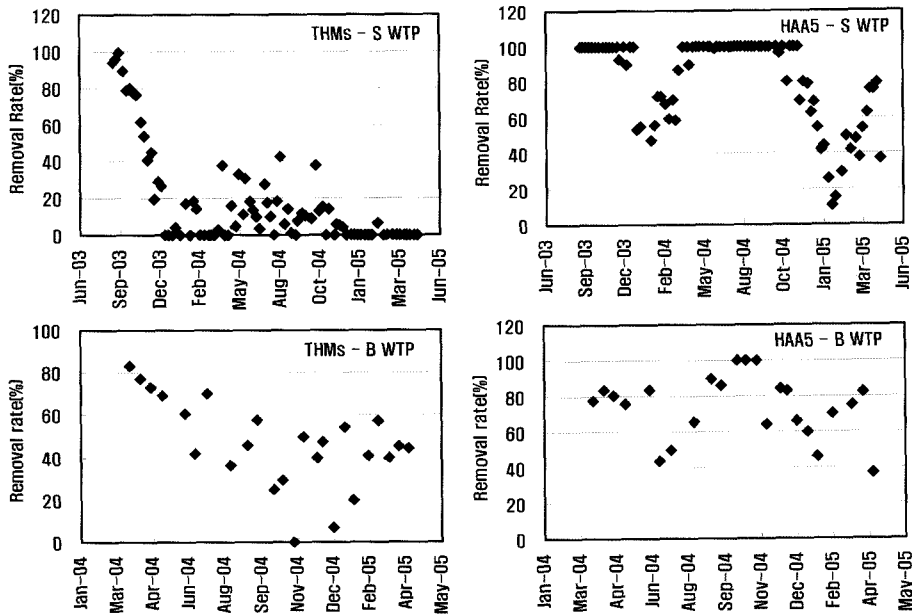 THMs - S WTP
Removal Rate(%)
120
100
80
60
40
20
0
Jun-03
Sep-03
Dec-03
Feb-04
May-04
Aug-04
Oct-04
Jan-05
Mar-05
Jun-05
HAA5 - S WTP
Removal Rate(%)
120
100
80
60
40
20
0
Jun-03
Sep-03
Dec-03
Feb-04
May-04
Aug-04
Oct-04
Jan-05
Mar-05
Jun-05
THMs - B WTP
Removal rate(%)
100
80
60
40
20
0
Jan-04
Mar-04
Apr-04
Jun-04
Aug-04
Sep-04
Nov-04
Dec-04
Feb-05
Apr-05
May-05
HAA5 - B WTP
Removal rate(%)
120
100
80
60
40
20
0
Jan-04
Mar-04
Apr-04
Jun-04
Aug-04
Sep-04
Nov-04
Dec-04
Feb-05
Apr-05
May-05